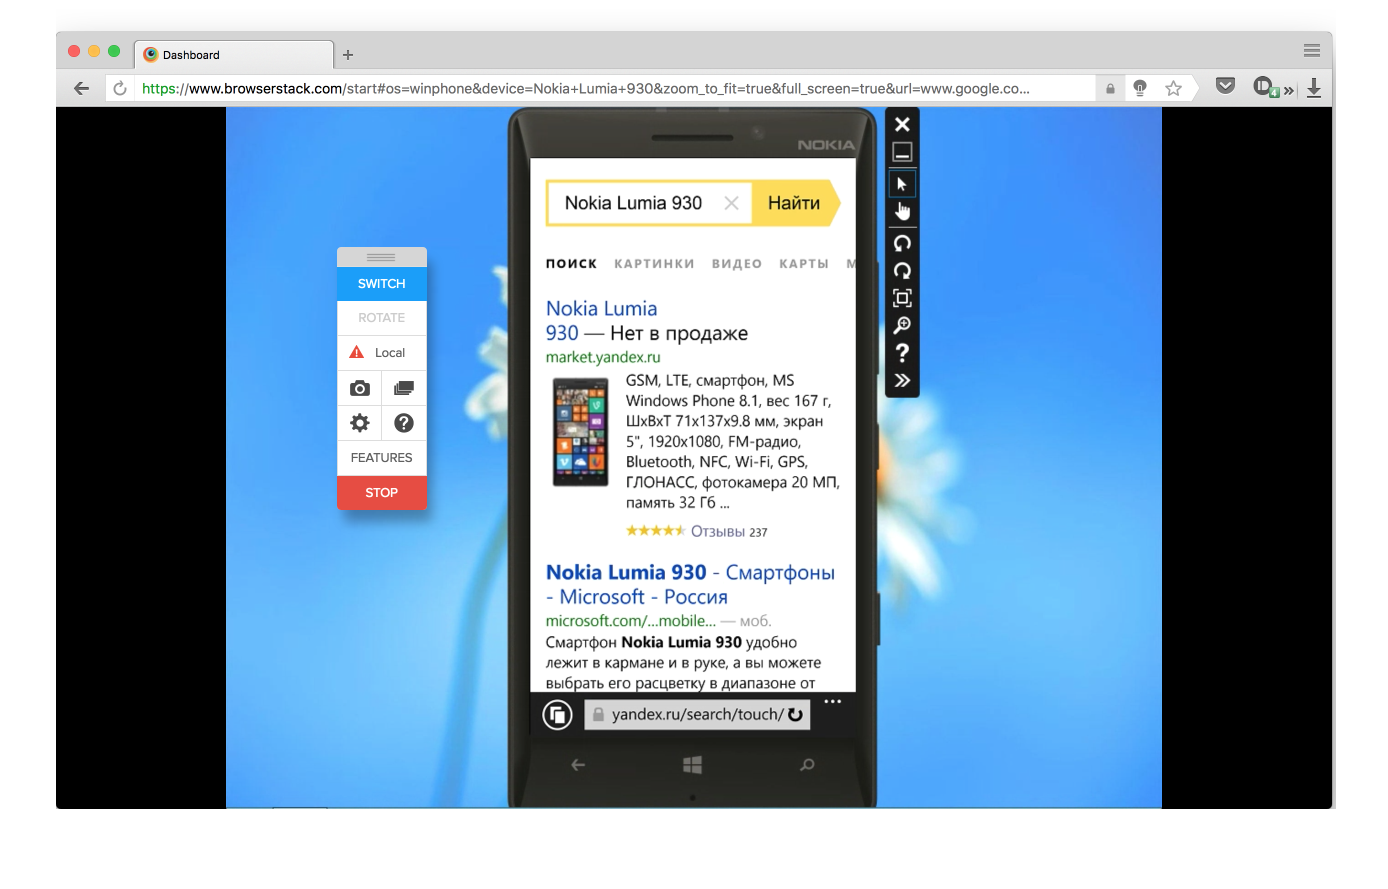 Dashboard
https://www.browserstack.com/start#os=winphone&device=Nokia+Lumia+930&zoom_to_fit=true&full_screen=true&url=www.google.co...
4
NOKIA
Nokia Lumia 930
Найти
ПОИСК КАРТИНКИ ВИДЕО КАРТЫ М
SWITCH
ROTATE
Local
FEATURES
STOP
Nokia Lumia
930 — Нет в продаже
market.yandex.ru
GSM, LTE, смартфон, MS
Windows Phone 8.1, вес 167 г,
ШxВxТ 71x137x9.8 мм, экран
5", 1920x1080, FM-радио,
Bluetooth, NFC, Wi-Fi, GPS,
ГЛОНАСС, фотокамера 20 МП,
память 32 Гб ...
Отзывы 237
Nokia Lumia 930 - Смартфоны
- Microsoft - Россия
microsoft.com/...mobile... — моб.
Смартфон Nokia Lumia 930 удобно
лежит в кармане и в руке, а вы можете
выбрать его расцветку в диапазоне от
yandex.ru/search/touch/